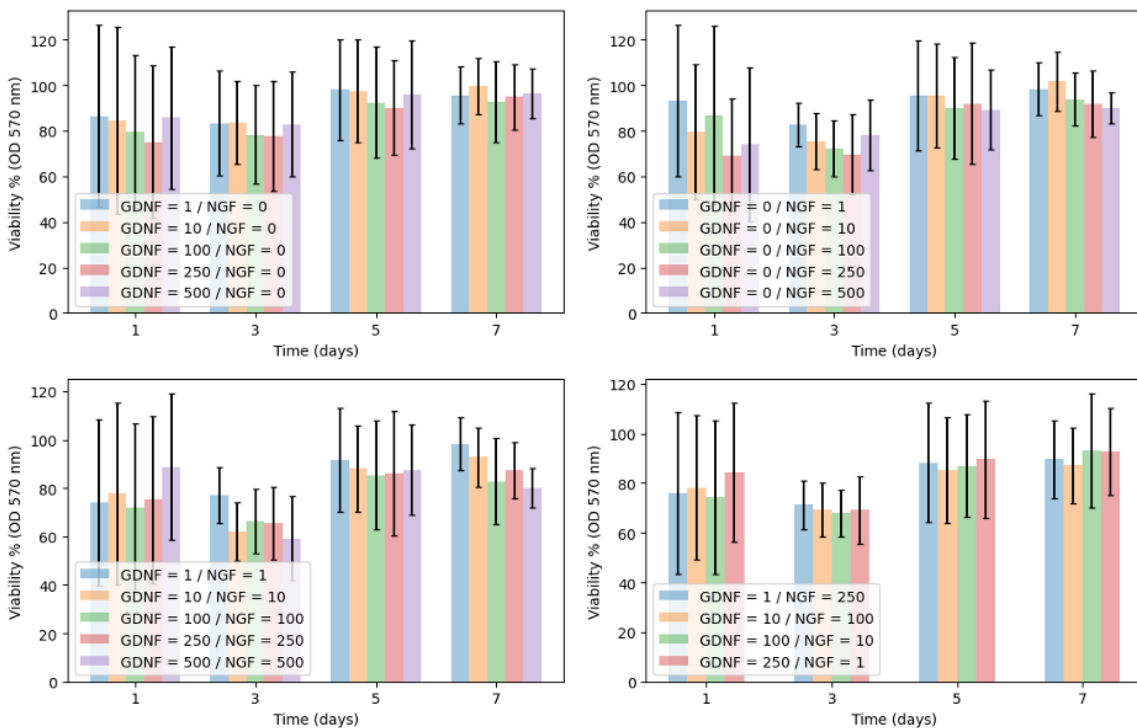 120
100
80
60
40
20
0
Viability % (OD 570 nm)
GDNF = 1 / NGF = 0
GDNF = 10 / NGF = 0
GDNF = 100 / NGF = 0
GDNF = 250 / NGF = 0
GDNF = 500 / NGF = 0
1 3 5 7
Time (days)
120
100
80
60
40
20
0
Viability % (OD 570 nm)
GDNF = 0 / NGF = 1
GDNF = 0 / NGF = 10
GDNF = 0 / NGF = 100
GDNF = 0 / NGF = 250
GDNF = 0 / NGF = 500
1 3 5 7
Time (days)
120
100
80
60
40
20
0
Viability % (OD 570 nm)
GDNF = 1 / NGF = 1
GDNF = 10 / NGF = 10
GDNF = 100 / NGF = 100
GDNF = 250 / NGF = 250
GDNF = 500 / NGF = 500
1 3 5 7
Time (days)
120
100
80
60
40
20
0
Viability % (OD 570 nm)
GDNF = 1 / NGF = 250
GDNF = 10 / NGF = 100
GDNF = 100 / NGF = 10
GDNF = 250 / NGF = 1
1 3 5 7
Time (days)